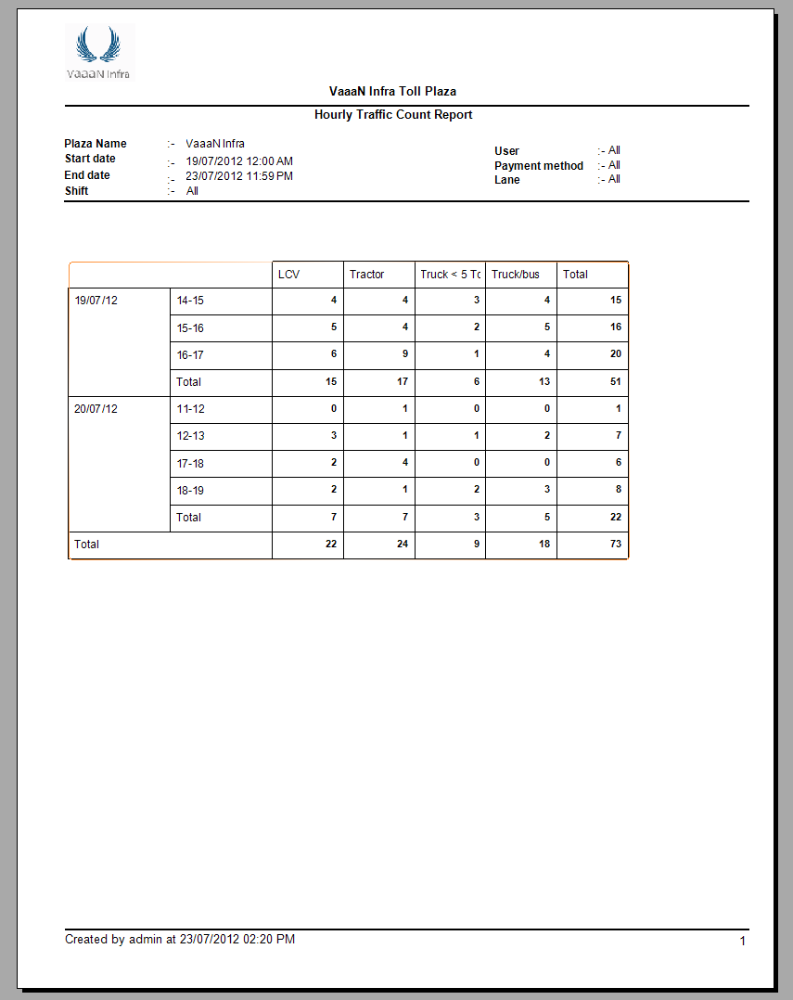 VaaaN Infra
VaaaN Infra Toll Plaza
Hourly Traffic Count Report
Plaza Name :- VaaaN Infra
Start date :- 19/07/2012 12:00 AM
End date :- 23/07/2012 11:59 PM
Shift :- All
User :- All
Payment method :- All
Lane :- All
LCV Tractor Truck < 5 To Truck/bus Total
19/07/12 14-15 4 4 3 4 15
15-16 5 4 2 5 16
16-17 6 9 1 4 20
Total 15 17 6 13 51
20/07/12 11-12 0 1 0 0 1
12-13 3 1 1 2 7
17-18 2 4 0 0 6
18-19 2 1 2 3 8
Total 7 7 3 5 22
Total 22 24 9 18 73
Created by admin at 23/07/2012 02:20 PM 1